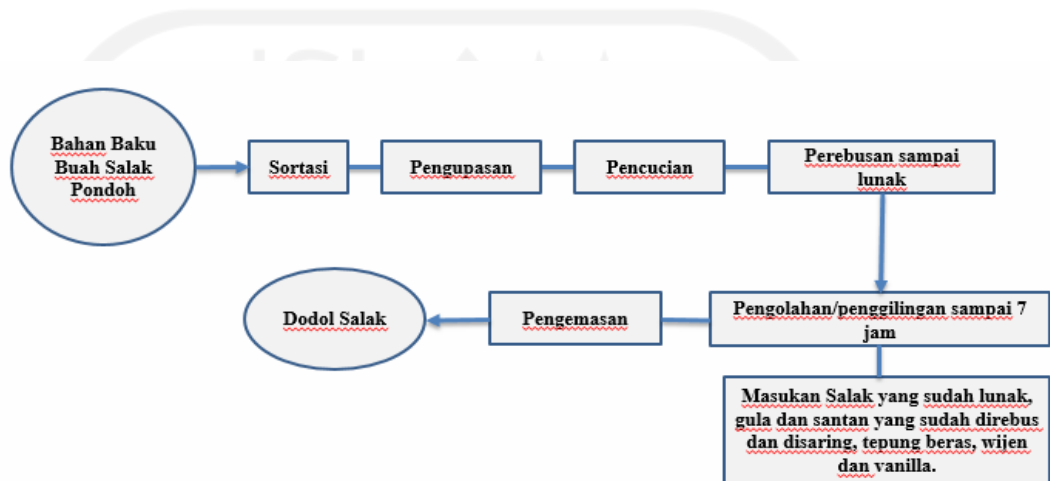 Bahan Baku
Buah Salak
Pondoh
Sortasi
Pengupasan
Pencucian
Perebusan sampai
lunak
Pengolahan/penggilingan sampai 7
jam
Masukan Salak yang sudah lunak,
gula dan santan yang sudah direbus
dan disaring, tepung beras, wijen
dan vanilla.
Pengemasan
Dodol Salak